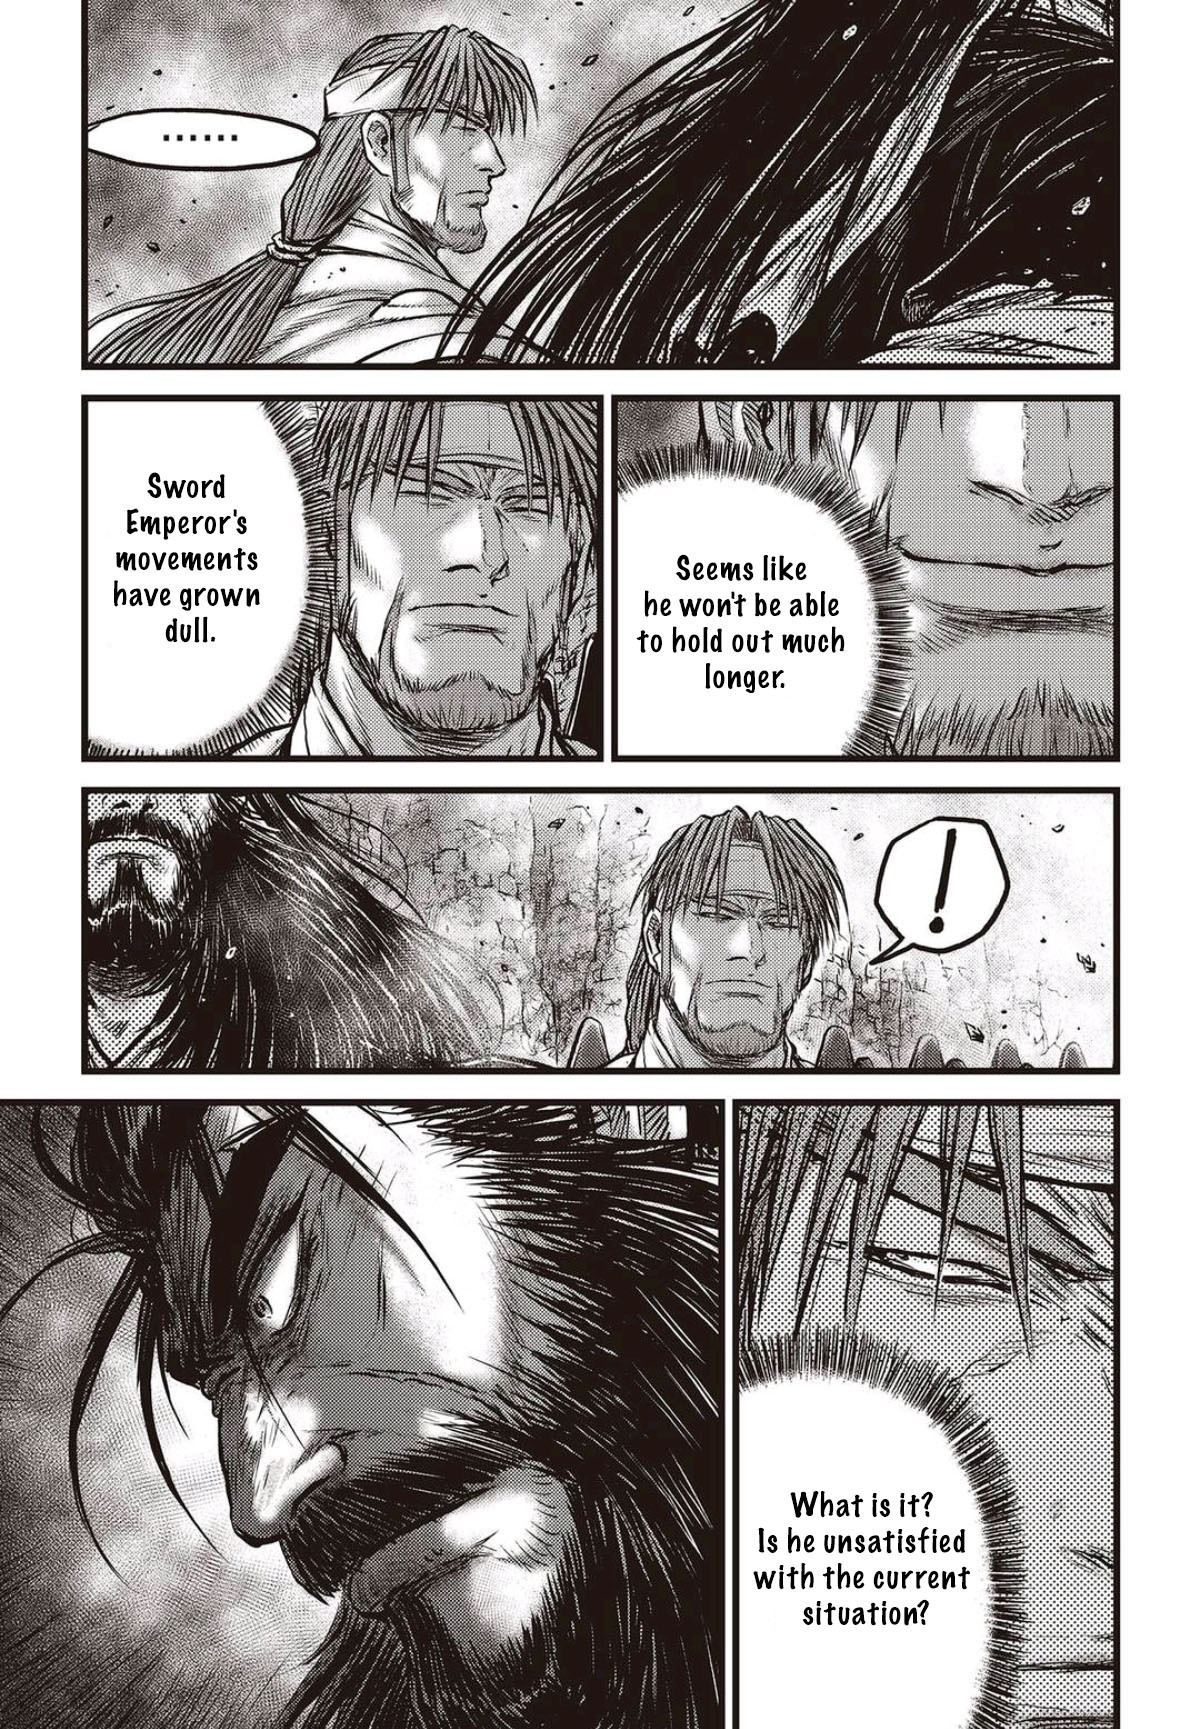 ......
Sword
Emperor's
movements
have grown
dull.
Seems like
he won't be able
to hold out much
longer.
!
What is it?
Is he unsatisfied
with the current
situation?